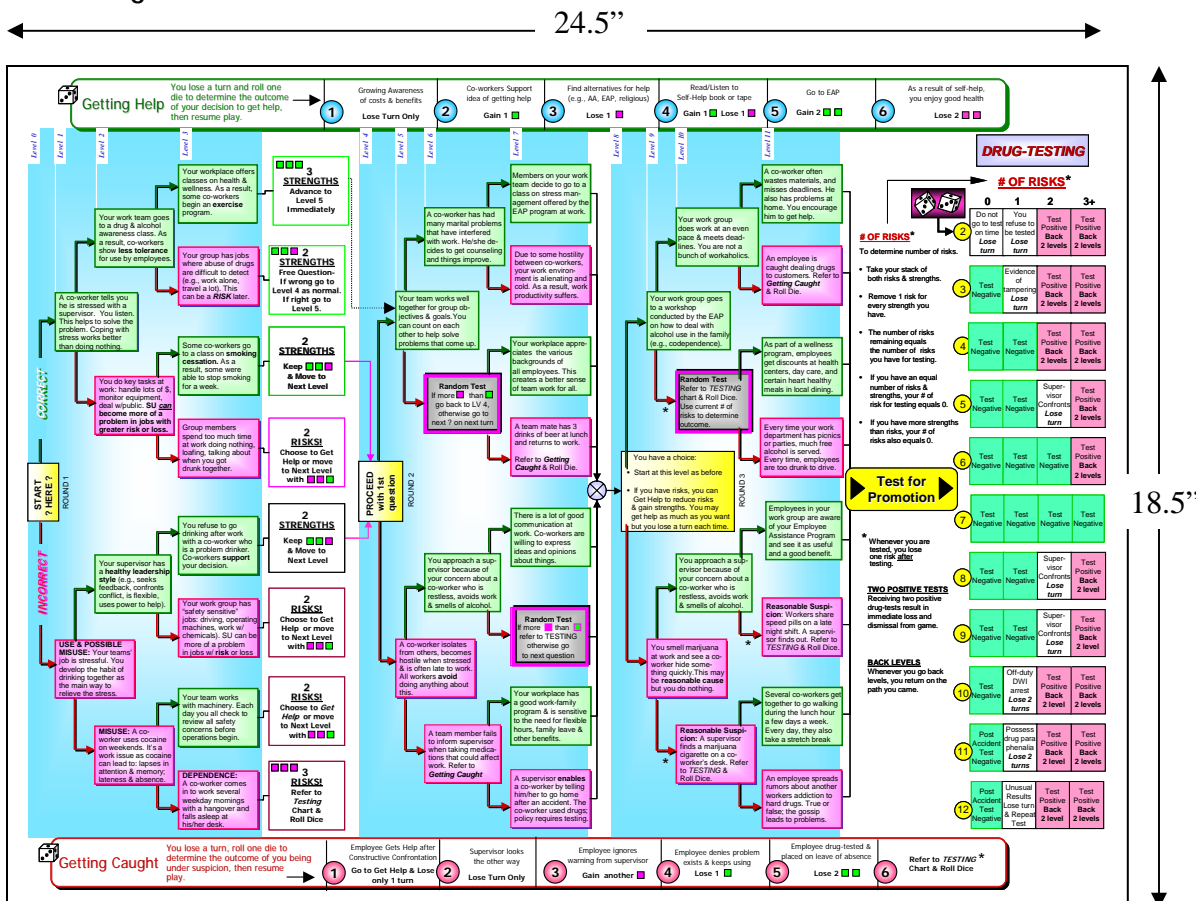 24.5”
18.5”
Getting Help
You lose a turn and roll one
die to determine the outcome
of your decision to get help,
then resume play.
1
Growing Awareness
of costs & benefits
Lose Turn Only
2
Co-workers Support
idea of getting help
Gain 1
3
Find alternatives for help
(e.g., AA, EAP, religious)
Lose 1
4
Read/Listen to
Self-Help book or tape
Gain 1 Lose 1
5
Go to EAP
Gain 2
6
As a result of self-help,
you enjoy good health
Lose 2
Level 0
Level 1
Level 2
Level 3
Level 4
Level 5
Level 6
Level 7
Level 8
Level 9
Level 10
Level 11
CORRECT
INCORRECT
START
? HERE ?
ROUND 1
A co-worker tells you
he is stressed with a
supervisor. You listen.
This helps to solve the
problem. Coping with
stress works better
than doing nothing.
USE & POSSIBLE
MISUSE: Your teams'
job is stressful. You
develop the habit of
drinking together as
the main way to
relieve the stress.
Your work team goes
to a drug & alcohol
awareness class. As
a result, co-workers
show less tolerance
for use by employees.
You do key tasks at
work: handle lots of $,
monitor equipment,
deal w/public. SU can
become more of a
problem in jobs with
greater risk or loss.
Your supervisor has
a healthy leadership
style (e.g., seeks
feedback, confronts
conflict, is flexible,
uses power to help).
MISUSE: A co-
worker uses cocaine
on weekends. It's a
work issue as cocaine
can lead to: lapses in
attention & memory;
lateness & absence.
Your workplace offers
classes on health &
wellness. As a result,
some co-workers
begin an exercise
program.
Your group has jobs
where abuse of drugs
are difficult to detect
(e.g., work alone,
travel a lot). This
can be a RISK later.
Some co-workers go
to a class on smoking
cessation. As a
result, some were
able to stop smoking
for a week.
Group members
spend too much time
at work doing nothing,
loafing, talking about
when you got
drunk together.
You refuse to go
drinking after work
with a co-worker who
is a problem drinker.
Co-workers support
your decision.
Your work group has
"safety sensitive"
jobs: driving, operating
machines, work w/
chemicals). SU can be
more of a problem
in jobs w/ risk or loss
Your team works
with machinery. Each
day you all check to
review all safety
concerns before
operations begin.
DEPENDENCE:
A co-worker comes
in to work several
weekday mornings
with a hangover and
falls asleep at
his/her desk.
3
STRENGTHS
Advance to
Level 5
Immediately
2
STRENGTHS
Free Question-
If wrong go to
Level 4 as normal.
If right go to
Level 5.
2
STRENGTHS
Keep
& Move to
Next Level
2
RISKS!
Choose to Get
Help or move
to Next Level
with
2
STRENGTHS
Keep
& Move to
Next Level
2
RISKS!
Choose to Get
Help or move
to Next Level
with
2
RISKS!
Choose to Get
Help or move
to Next Level
with
3
RISKS!
Refer to
Testing
Chart &
Roll Dice
PROCEED
with 1st
question
ROUND 2
Your team works well
together for group ob-
jectives & goals. You
can count on each
other to help solve
problems that come up.
A co-worker isolates
from others, becomes
hostile when stressed
& is often late to work.
All workers avoid
doing anything about
this.
A co-worker has had
many marital problems
that have interfered
with work. He/she de-
cides to get counseling
and things improve.
Random Test
If more than
go back to LV 4,
otherwise go to
next ? on next turn
You approach a su-
pervisor because of
your concern about a
co-worker who is
restless, avoids work
& smells of alcohol.
A team member fails
to inform supervisor
when taking medica-
tions that could affect
work. Refer to
Getting Caught
Members on your work
team decide to go to a
class on stress man-
agement offered by the
EAP program at work.
Due to some hostility
between co-workers,
your work environ-
ment is alienating and
cold. As a result, work
productivity suffers.
Your workplace appre-
ciates the various
backgrounds of
all employees. This
creates a better sense
of team work for all.
A team mate has 3
drinks of beer at lunch
and returns to work.
Refer to Getting
Caught & Roll Die.
There is a lot of good
communication at
work. Co-workers are
willing to express
ideas and opinions
about things.
Random Test
If more than
refer to TESTING
otherwise go
to next question
Your workplace has
a good work-family
program & is sensitive
to the need for flexible
hours, family leave &
other benefits.
A supervisor enables
a co-worker by telling
him/her to go home
after an accident. The
co-worker used drugs;
policy requires testing.
You have a choice:
• Start at this level as before
• If you have risks, you can
Get Help to reduce risks
& gain strengths. You may
get help as much as you want
but you lose a turn each time.
ROUND 3
Your work group goes
to a workshop
conducted by the EAP
on how to deal with
alcohol use in the family
(e.g., codependence).
You smell marijuana
at work and see a co-
worker hide some-
thing quickly. This may
be reasonable cause
but you do nothing.
Your work group
does work at an even
pace & meets dead-
lines. You are not a
bunch of workaholics.
*
Random Test
Refer to TESTING
chart & Roll Dice.
Use current # of
risks to determine
outcome.
You approach a su-
pervisor because of
your concern about a
co-worker who is
restless, avoids work
& smells of alcohol.
*
Reasonable Suspi-
cion: A supervisor
finds a marijuana
cigarette on a co-
worker's desk. Refer
to TESTING &
Roll Dice.
A co-worker often
wastes materials, and
misses deadlines. He
also has problems at
home. You encourage
him to get help.
An employee is
caught dealing drugs
to customers. Refer to
Getting Caught
& Roll Die.
As part of a wellness
program, employees
get discounts at health
centers, day care, and
certain heart healthy
meals in local dining.
Every time your work
department has picnics
or parties, much free
alcohol is served.
Every time, employees
are too drunk to drive.
Employees in your
work group are aware
of your Employee
Assistance Program
and see it as useful
and a good benefit.
*
Reasonable Suspi-
cion: Workers share
speed pills on a late
night shift. A supervi-
sor finds out. Refer to
TESTING & Roll Dice.
Several co-workers get
together to go walking
during the lunch hour
a few days a week.
Every day, they also
take a stretch break
An employee spreads
rumors about another
workers addiction to
hard drugs. True or
false; the gossip
leads to problems.
Test for
Promotion
DRUG-TESTING
# OF RISKS*
# OF RISKS*
To determine number of risks.
• Take your stack of
both risks & strengths.
• Remove 1 risk for
every strength you
have.
• The number of risks
remaining equals
the number of risks
you have for testing.
• If you have an equal
number of risks &
strengths, your # of
risk for testing equals 0.
• If you have more strengths
than risks, your # of
risks also equals 0.
* Whenever you are
tested, you lose
one risk after
testing.
TWO POSITIVE TESTS
Receiving two positive
drug-tests result in
immediate loss and
dismissal from game.
BACK LEVELS
Whenever you go back
levels, you return on the
path you came.
0 1 2 3+
2
Do not
go to test
on time
Lose
turn
You
refuse to
be tested
Lose
turn
Test
Positive
Back
2 levels
Test
Positive
Back
2 levels
3
Test
Negative
Evidence
of
tampering
Lose
turn
Test
Positive
Back
2 levels
Test
Positive
Back
2 levels
4
Test
Negative
Test
Negative
Test
Positive
Back
2 levels
Test
Positive
Back
2 levels
5
Test
Negative
Test
Negative
Super-
visor
Confronts
Lose
turn
Test
Positive
Back
2 levels
6
Test
Negative
Test
Negative
Test
Negative
Test
Positive
Back
2 levels
7
Test
Negative
Test
Negative
Test
Negative
Test
Negative
8
Test
Negative
Test
Negative
Super-
visor
Confronts
Lose
turn
Test
Positive
Back
2 level
9
Test
Negative
Test
Negative
Super-
visor
Confronts
Lose
turn
Test
Positive
Back
2 level
10
Test
Negative
Off-duty
DWI
arrest
Lose 2
turns
Test
Positive
Back
2 levels
Test
Positive
Back
2 levels
11
Post
Accident
Test
Negative
Possess
drug para
phenalia
Lose 2
turns
Test
Positive
Back
2 levels
Test
Positive
Back
2 levels
12
Post
Accident
Test
Negative
Unusual
Results
Lose turn
& Repeat
Test
Test
Positive
Back
2 levels
Test
Positive
Back
2 levels
Getting Caught
You lose a turn, roll one die to
determine the outcome of you being
under suspicion, then resume
play.
1
Employee Gets Help after
Constructive Confrontation
Go to Get Help & Lose
only 1 turn
2
Supervisor looks
the other way
Lose Turn Only
3
Employee ignores
warning from supervisor
Gain another
4
Employee denies problem
exists & keeps using
Lose 1
5
Employee drug-tested &
placed on leave of absence
Lose 2
6
Refer to TESTING *
Chart & Roll Dice